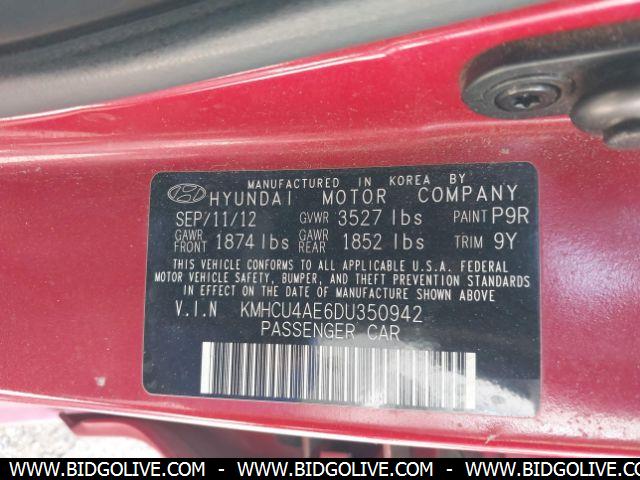 MANUFACTURED IN KOREA BY
HYUNDAI MOTOR COMPANY
SEP/11/12 GVWR 3527 lbs PAINT P9R
GAWR FRONT 1874 lbs GAWR REAR 1852 lbs TRIM 9Y
THIS VEHICLE CONFORMS TO ALL APPLICABLE U.S.A. FEDERAL
MOTOR VEHICLE SAFETY, BUMPER, AND THEFT PREVENTION STANDARDS
IN EFFECT ON THE DATE OF MANUFACTURE SHOWN ABOVE
V.I.N KMHCU4AE6DU350942
PASSENGER CAR
WWW.BIDGOLIVE.COM - WWW.BIDGOLIVE.COM - WWW.BIDGOLIVE.COM